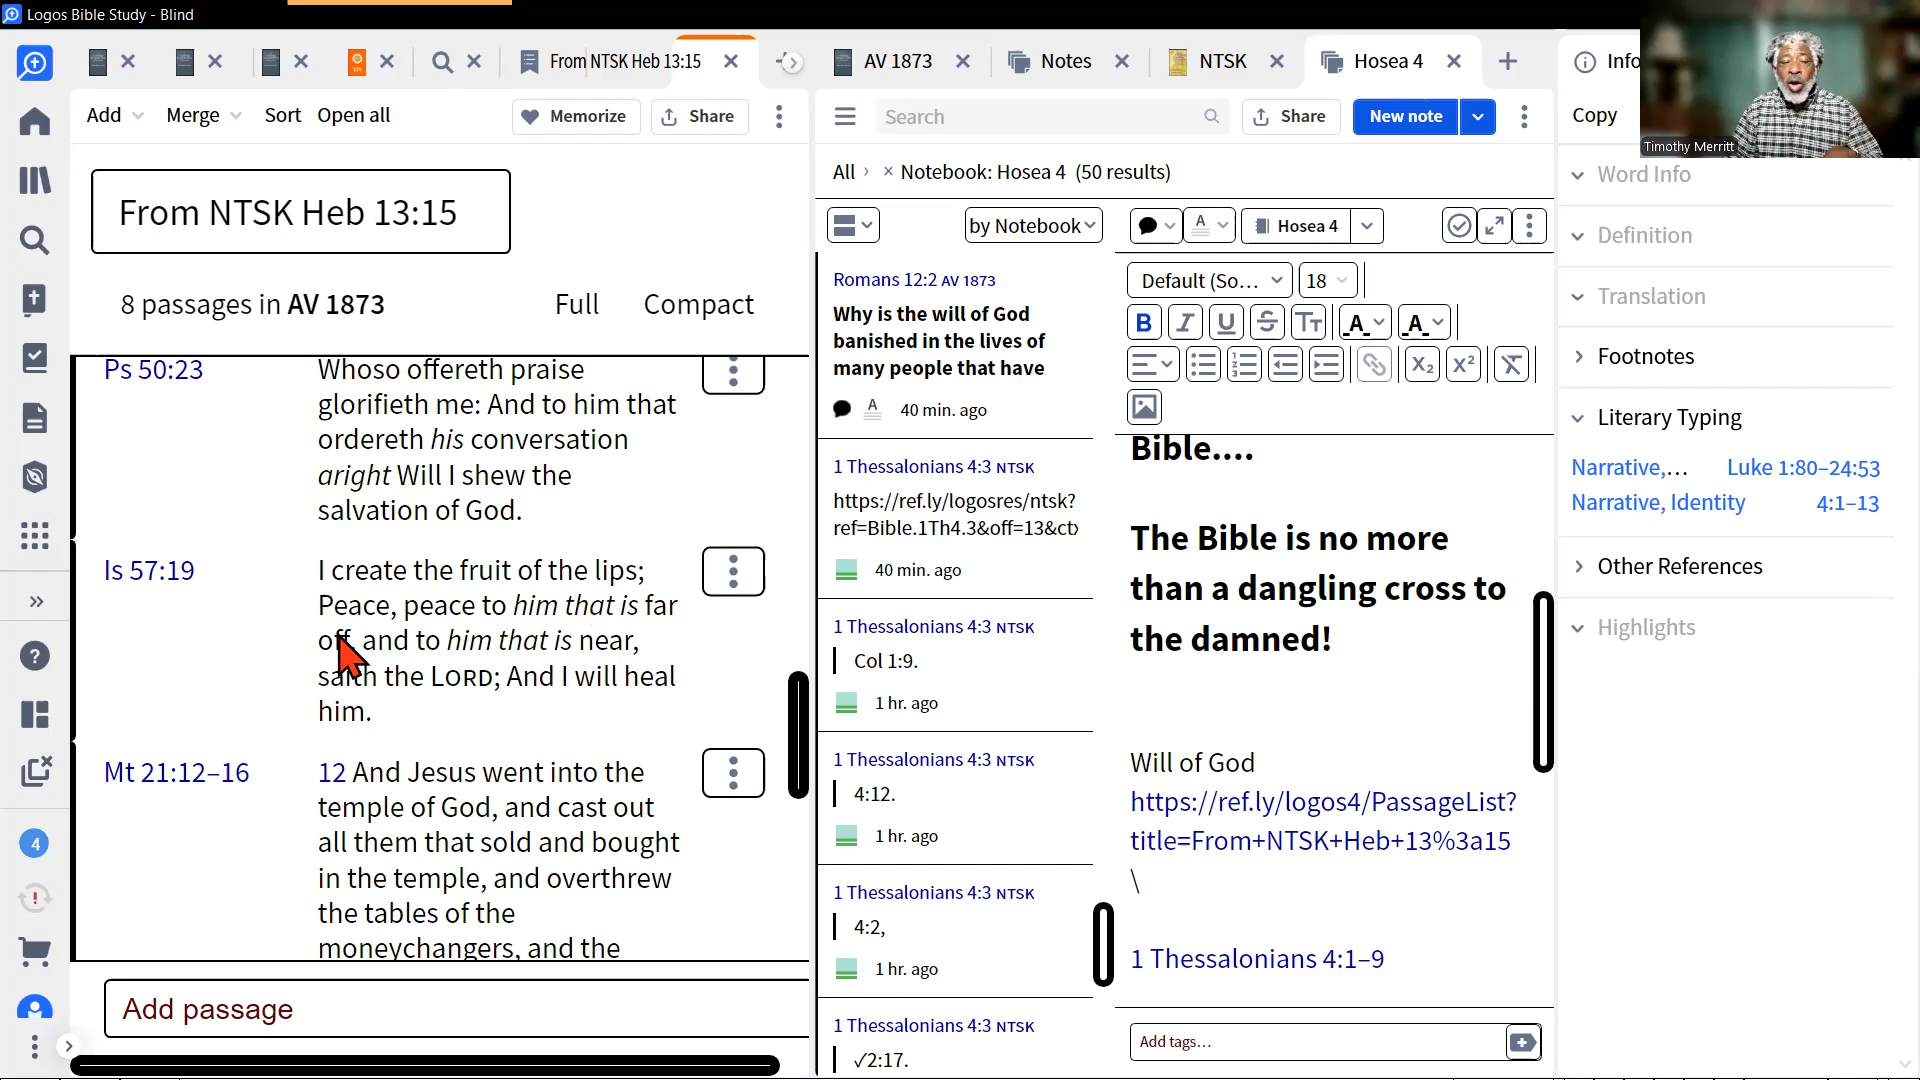 Logos Bible Study - Blind
From NTSK Heb 13:15
AV 1873
Notes
NTSK
Hosea 4
Info
Add
Merge
Sort
Open all
Memorize
Share
Search
Share
New note
Copy
Timothy Merritt
From NTSK Heb 13:15
8 passages in AV 1873
Full
Compact
Ps 50:23
Whoso offereth praise
glorifieth me: And to him that
ordereth his conversation
aright Will I shew the
salvation of God.
Is 57:19
I create the fruit of the lips;
Peace, peace to him that is far
off, and to him that is near,
saith the LORD; And I will heal
him.
Mt 21:12–16
12 And Jesus went into the
temple of God, and cast out
all them that sold and bought
in the temple, and overthrew
the tables of the
moneychangers, and the
Add passage
4
All › × Notebook: Hosea 4 (50 results)
by Notebook
Romans 12:2 AV 1873
Why is the will of God
banished in the lives of
many people that have
A
40 min. ago
1 Thessalonians 4:3 NTSK
https://ref.ly/logosres/ntsk?
ref=Bible.1Th4.3&off=13&ctx
40 min. ago
1 Thessalonians 4:3 NTSK
Col 1:9.
1 hr. ago
1 Thessalonians 4:3 NTSK
4:12.
1 hr. ago
1 Thessalonians 4:3 NTSK
4:2,
1 hr. ago
1 Thessalonians 4:3 NTSK
✓2:17.
A
Hosea 4
Default (So...
18
B I U S TT A A
X₂ X²
Bible....
The Bible is no more
than a dangling cross to
the damned!
Will of God
https://ref.ly/logos4/PassageList?
title=From+NTSK+Heb+13%3a15
\
1 Thessalonians 4:1–9
Add tags...
Word Info
Definition
Translation
Footnotes
Literary Typing
Narrative,...
Luke 1:80–24:53
Narrative, Identity
4:1–13
Other References
Highlights